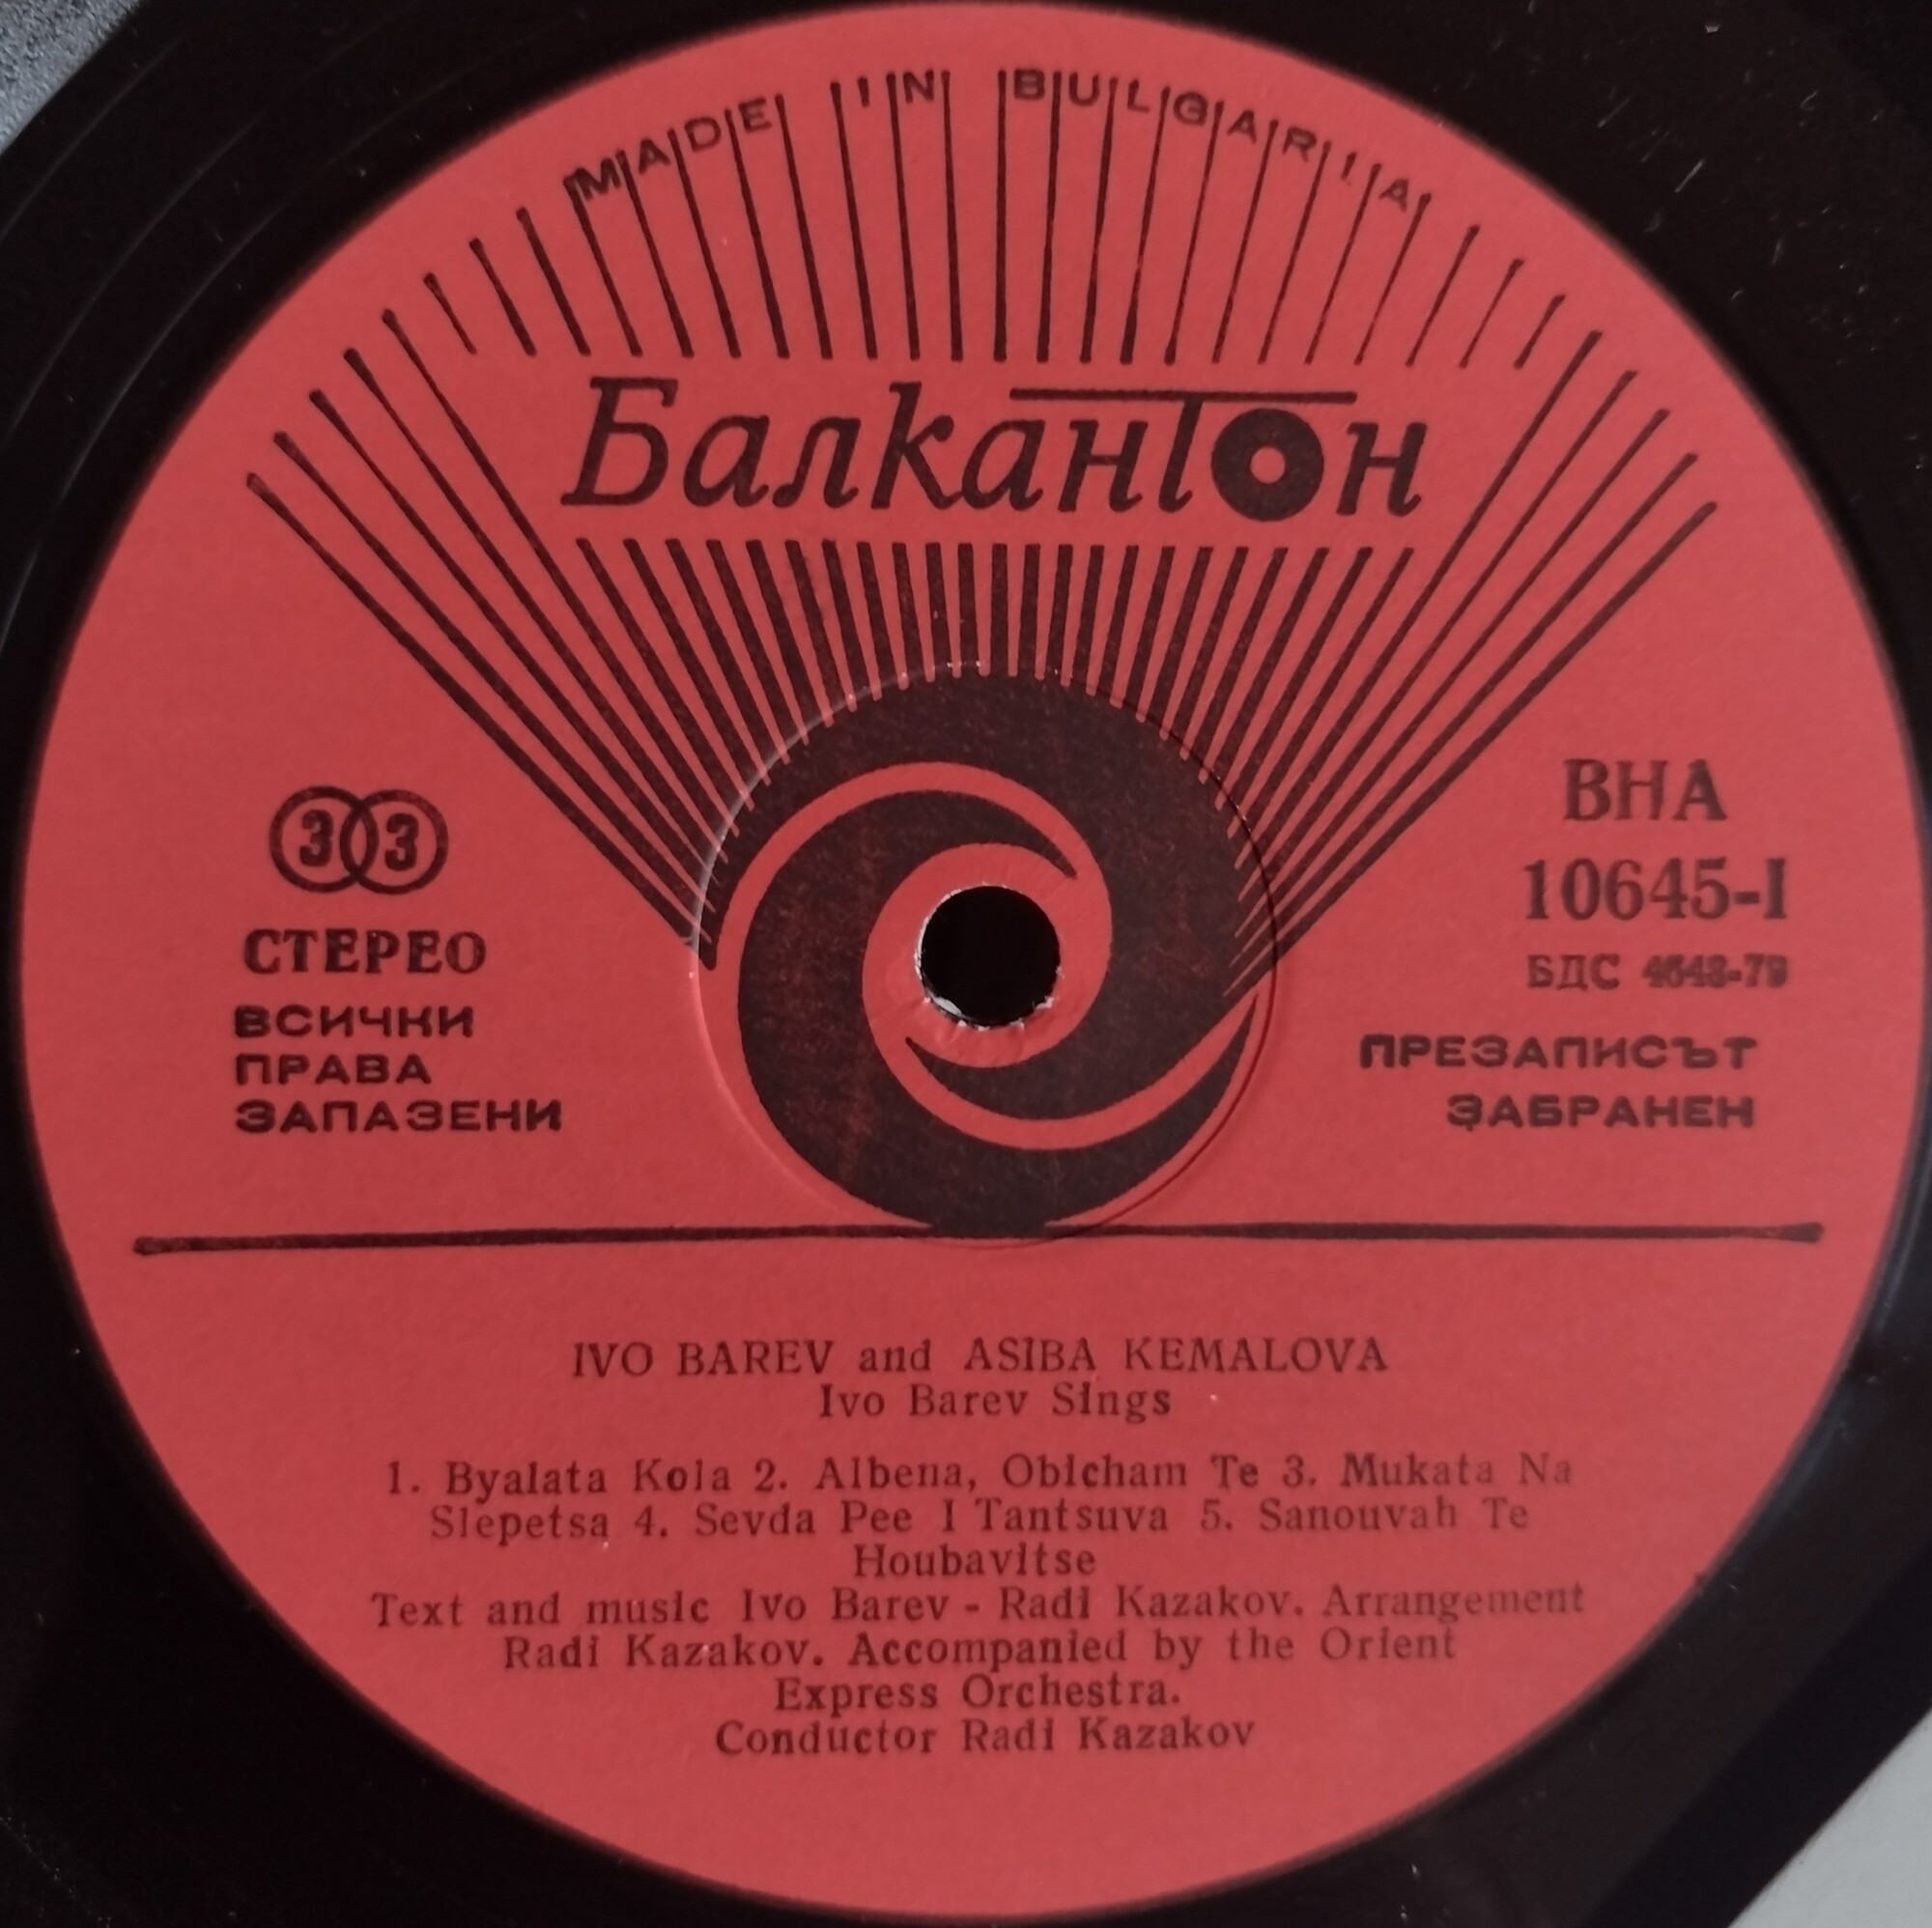 MADE IN BULGARIA
Балкантон
33
СТЕРЕО
ВСИЧКИ
ПРАВА
ЗАПАЗЕНИ
ВНА
10645-I
БДС 4643-79
ПРЕЗАПИСЪТ
ЗАБРАНЕН
IVO BAREV and ASIBA KEMALOVA
Ivo Barev Sings
1. Byalata Kola 2. Albena, Obicham Te 3. Mukata Na
Slepetsa 4. Sevda Pee I Tantsuva 5. Sanouvah Te
Houbavitse
Text and music Ivo Barev - Radi Kazakov. Arrangement
Radi Kazakov. Accompanied by the Orient
Express Orchestra.
Conductor Radi Kazakov